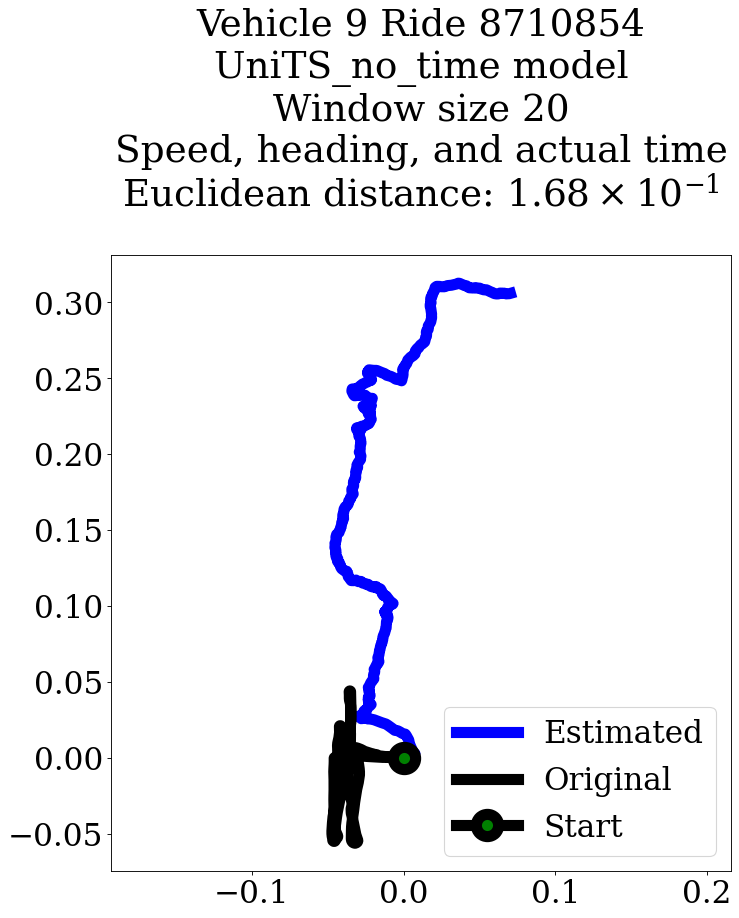 Vehicle 9 Ride 8710854
UniTS_no_time model
Window size 20
Speed, heading, and actual time
Euclidean distance: 1.68 × 10⁻¹
0.30
0.25
0.20
0.15
0.10
0.05
0.00
−0.05
−0.1
0.0
0.1
0.2
Estimated
Original
Start